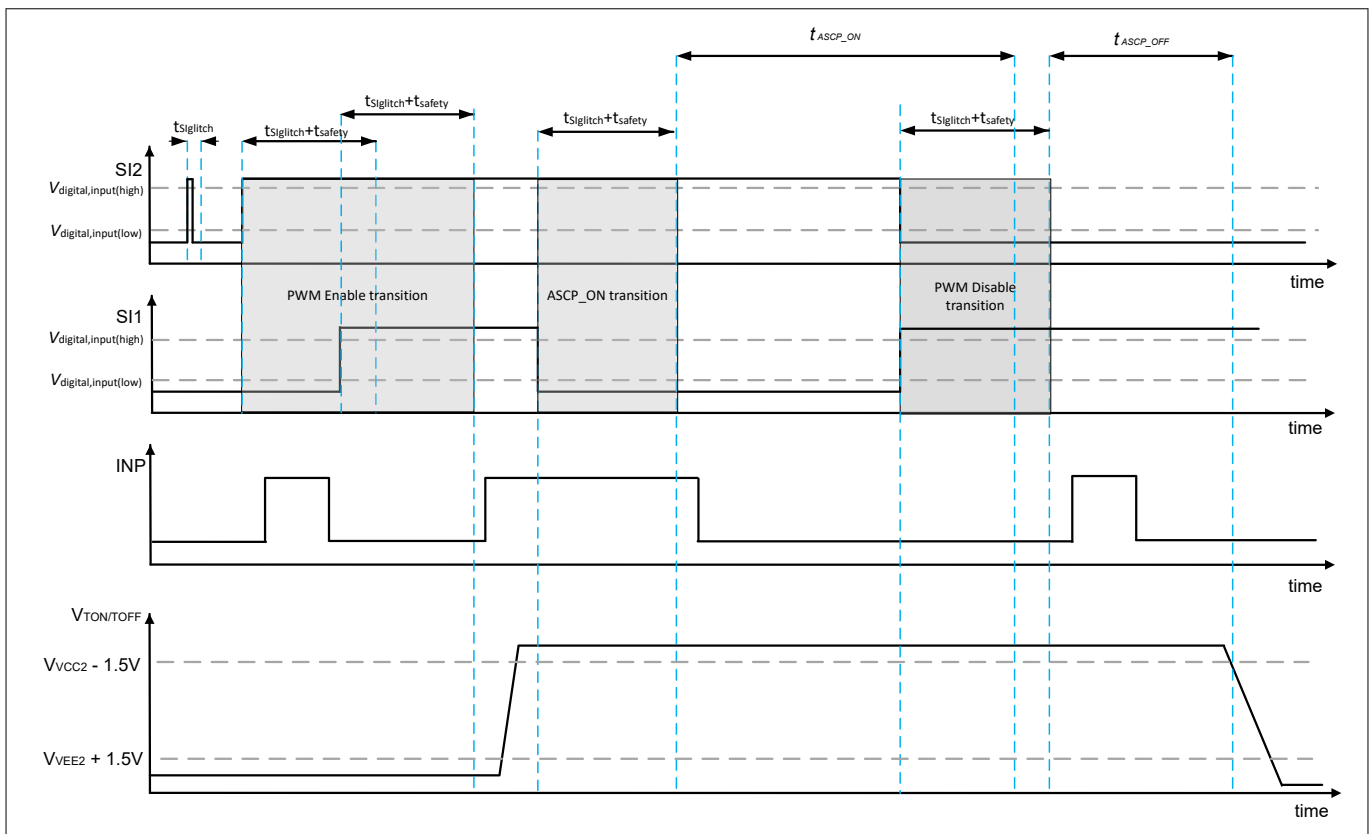 tASCP_ON
tASCP_OFF
tSIglitch+tsafety
tSIglitch
tSIglitch+tsafety
tSIglitch+tsafety
tSIglitch+tsafety
SI2
Vdigital,input(high)
Vdigital,input(low)
time
PWM Enable transition
ASCP_ON transition
PWM Disable
transition
SI1
Vdigital,input(high)
Vdigital,input(low)
time
INP
time
VTON/TOFF
VVCC2 - 1.5V
VVEE2 + 1.5V
time